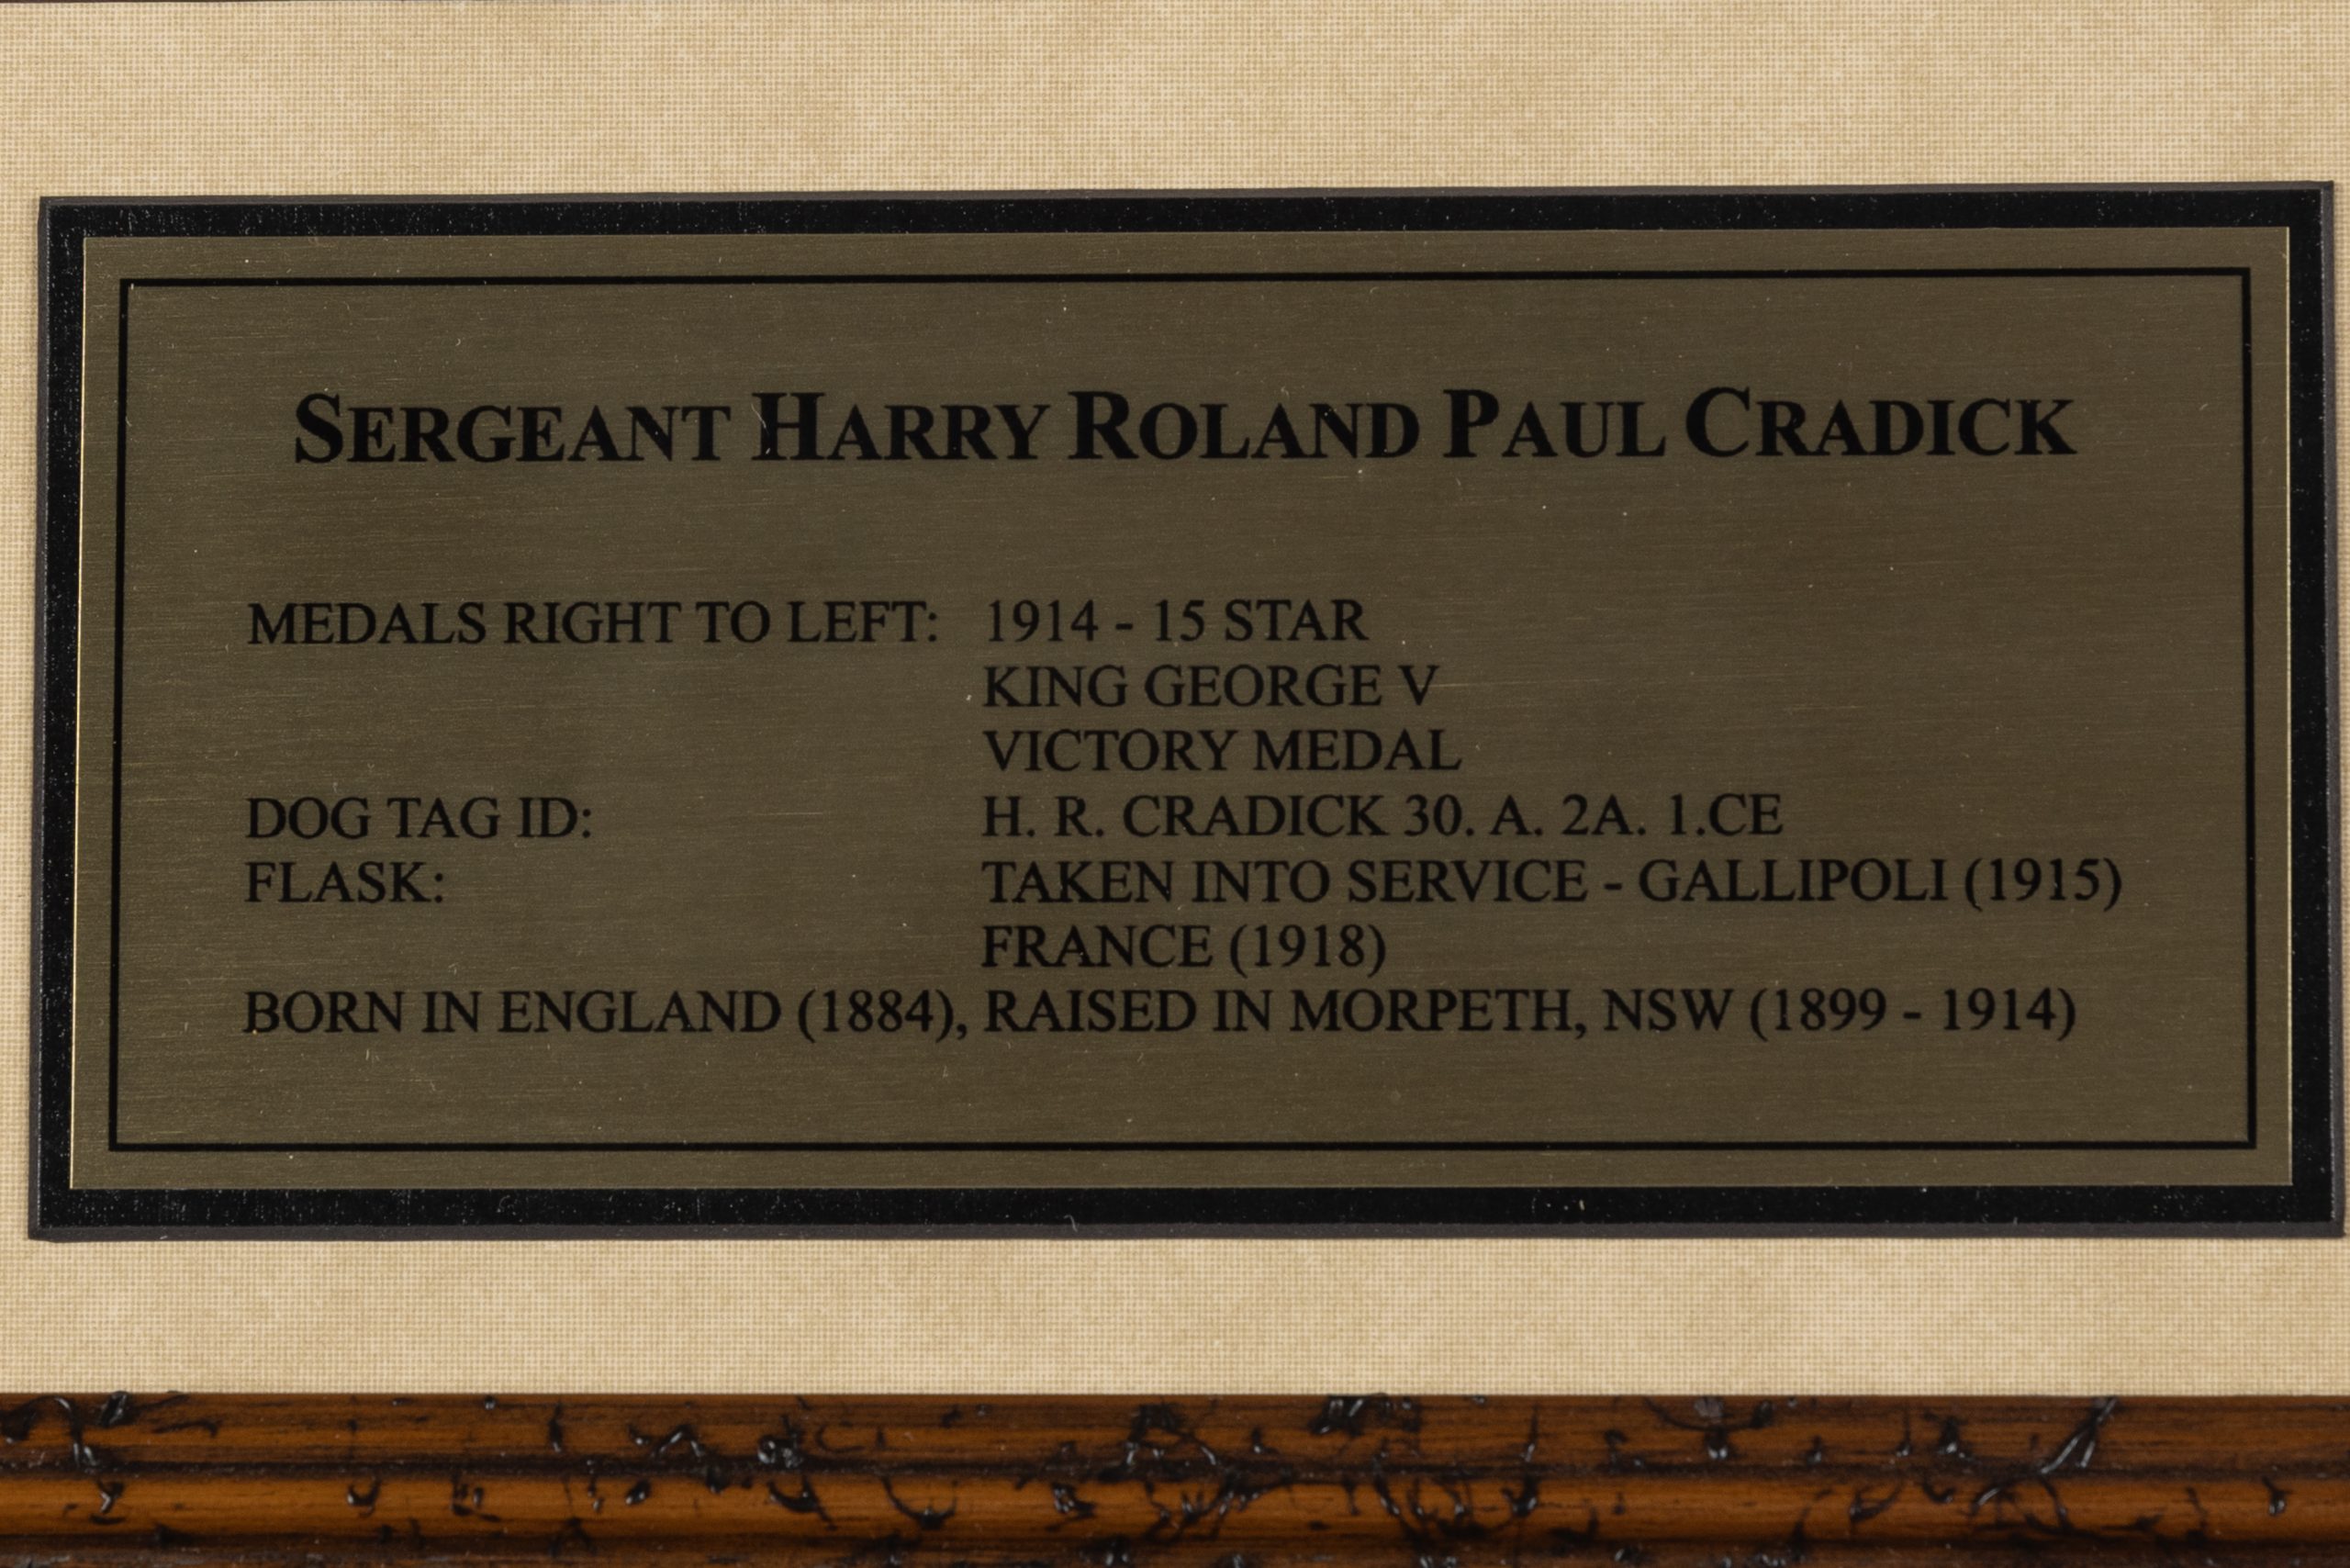 SERGEANT HARRY ROLAND PAUL CRADICK
MEDALS RIGHT TO LEFT: 1914 - 15 STAR
KING GEORGE V
VICTORY MEDAL
DOG TAG ID: H. R. CRADICK 30. A. 2A. 1.CE
FLASK: TAKEN INTO SERVICE - GALLIPOLI (1915)
FRANCE (1918)
BORN IN ENGLAND (1884), RAISED IN MORPETH, NSW (1899 - 1914)